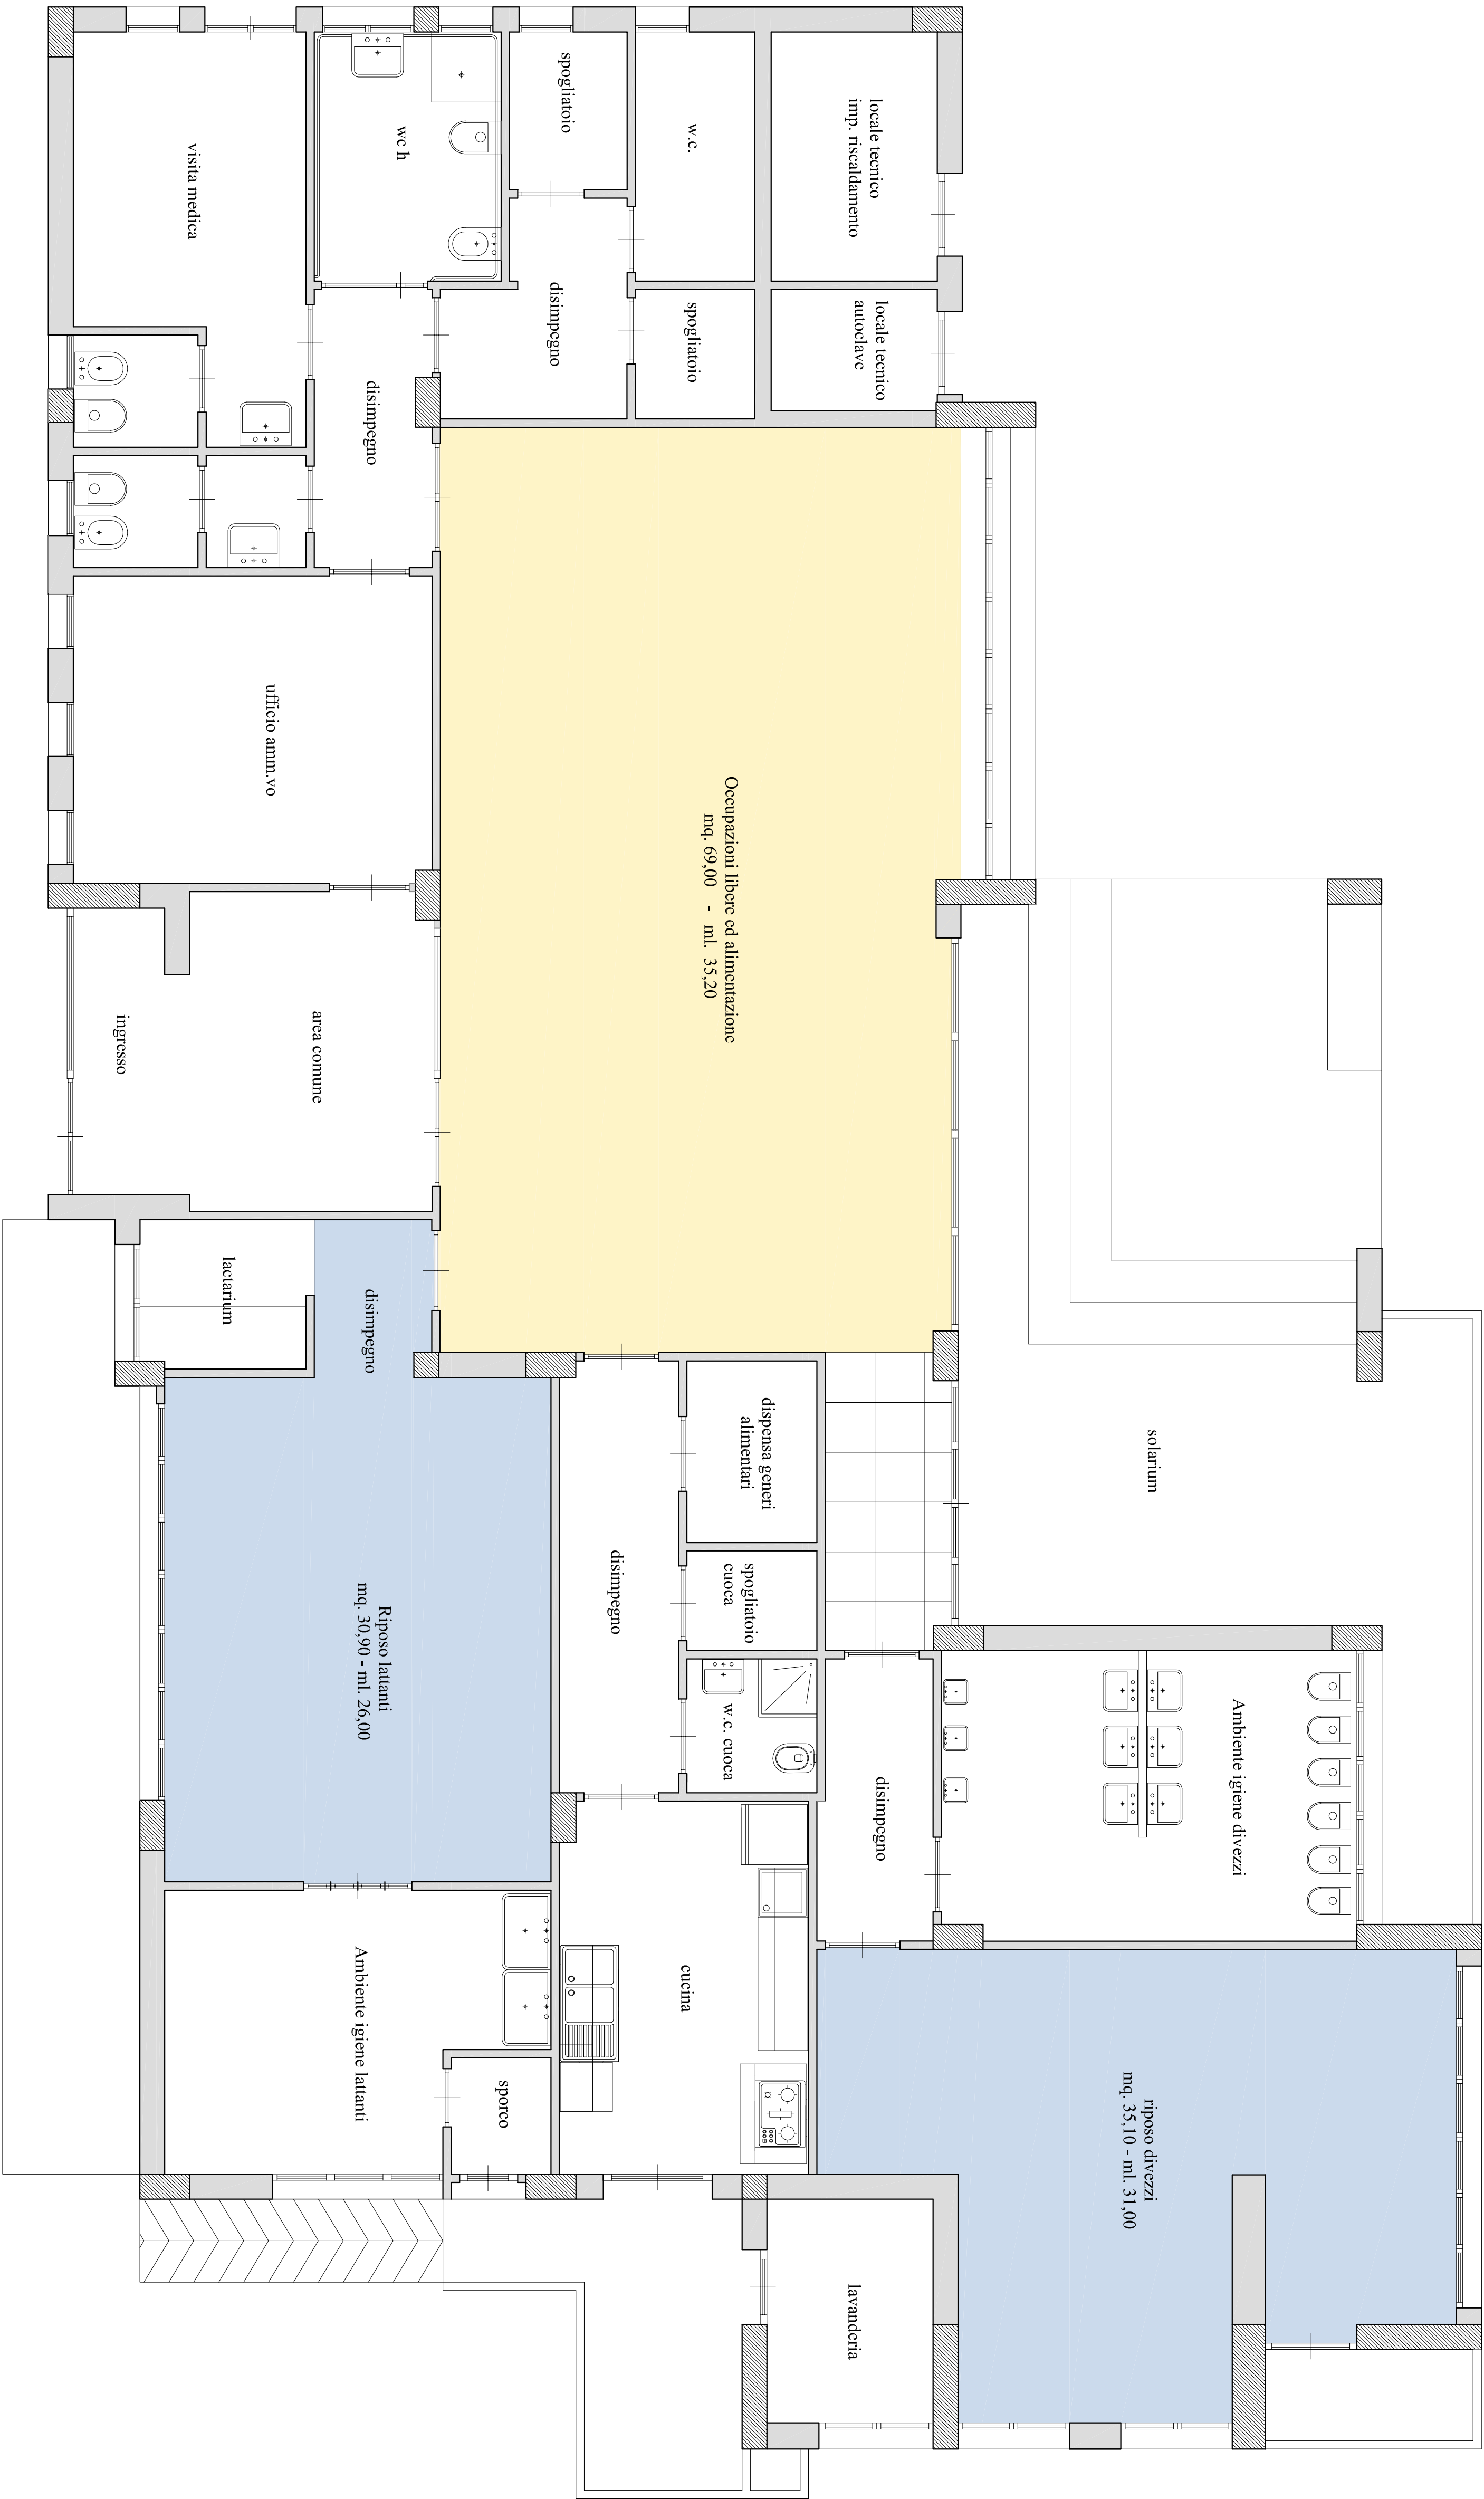 locale tecnico
imp. riscaldamento
locale tecnico
autoclave
w.c.
spogliatoio
spogliatoio
disimpegno
wc h
disimpegno
visita medica
ufficio amm.vo
Occupazioni libere ed alimentazione
mq. 69,00 - ml. 35,20
area comune
ingresso
lactarium
disimpegno
solarium
dispensa generi
alimentari
spogliatoio
cuoca
disimpegno
w.c. cuoca
Riposo lattanti
mq. 30,90 - ml. 26,00
Ambiente igiene divezzi
disimpegno
cucina
Ambiente igiene lattanti
sporco
riposo divezzi
mq. 35,10 - ml. 31,00
lavanderia